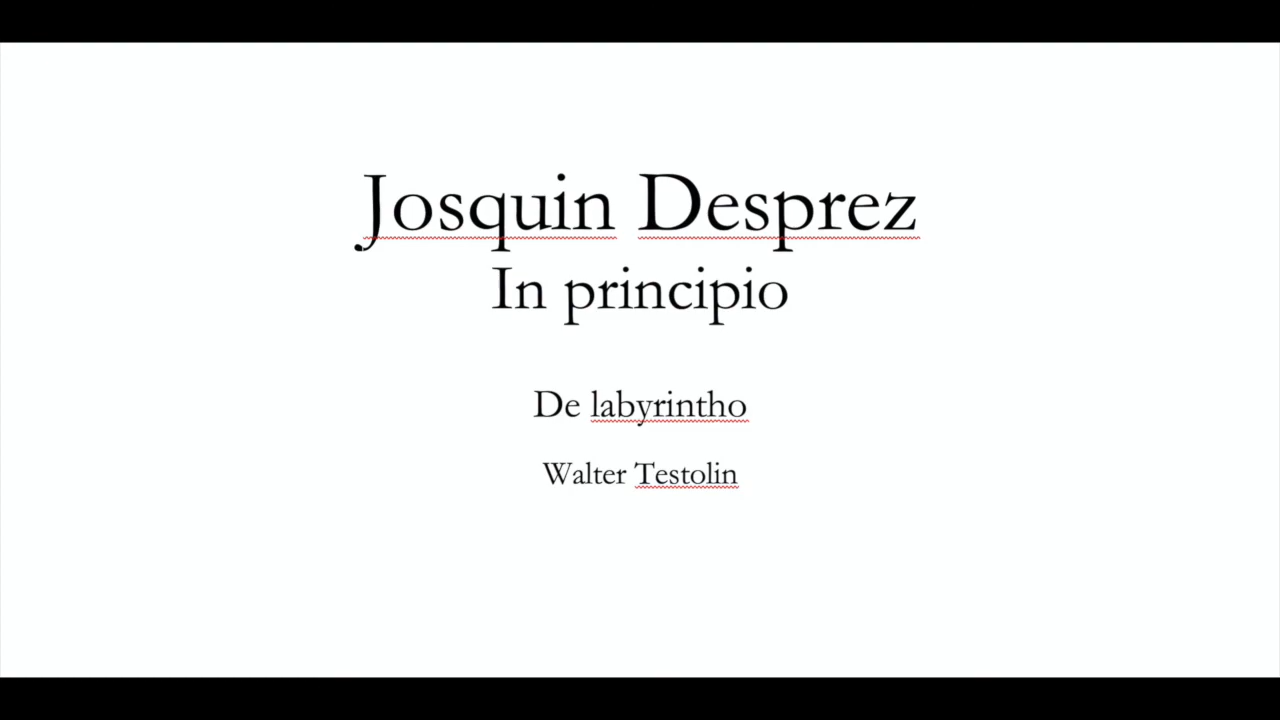 Josquin Desprez
In principio
De labyrintho
Walter Testolin